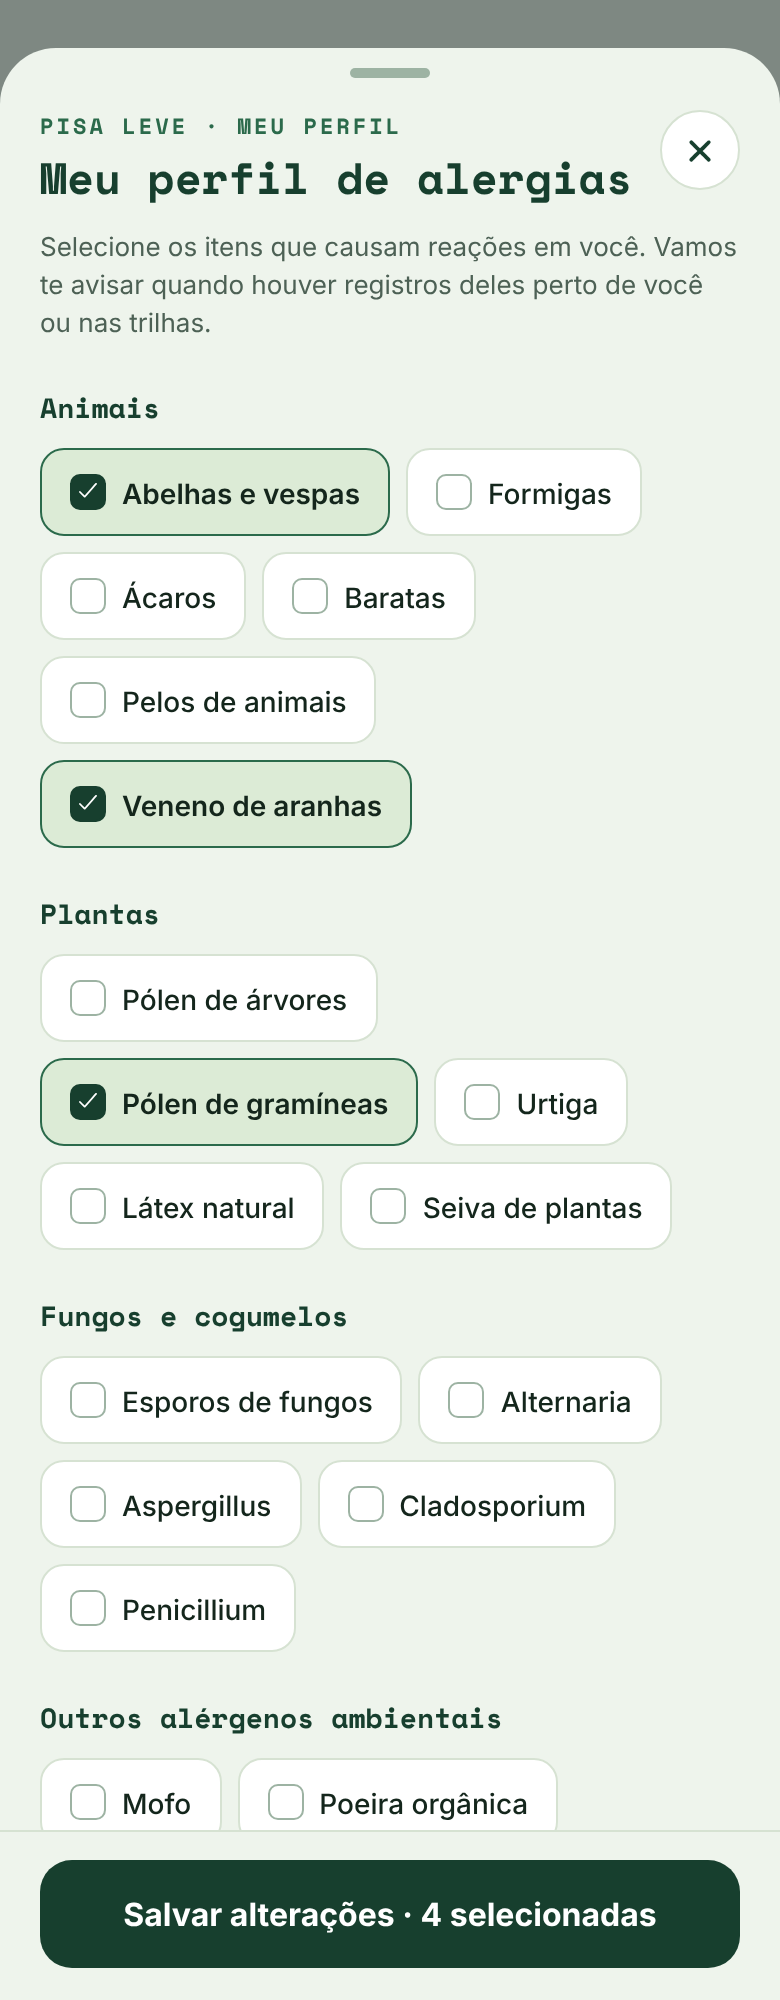 PISA LEVE · MEU PERFIL
Meu perfil de alergias
Selecione os itens que causam reações em você. Vamos
te avisar quando houver registros deles perto de você
ou nas trilhas.
Animais
Abelhas e vespas
Formigas
Ácaros
Baratas
Pelos de animais
Veneno de aranhas
Plantas
Pólen de árvores
Pólen de gramíneas
Urtiga
Látex natural
Seiva de plantas
Fungos e cogumelos
Esporos de fungos
Alternaria
Aspergillus
Cladosporium
Penicillium
Outros alérgenos ambientais
Mofo
Poeira orgânica
Salvar alterações · 4 selecionadas